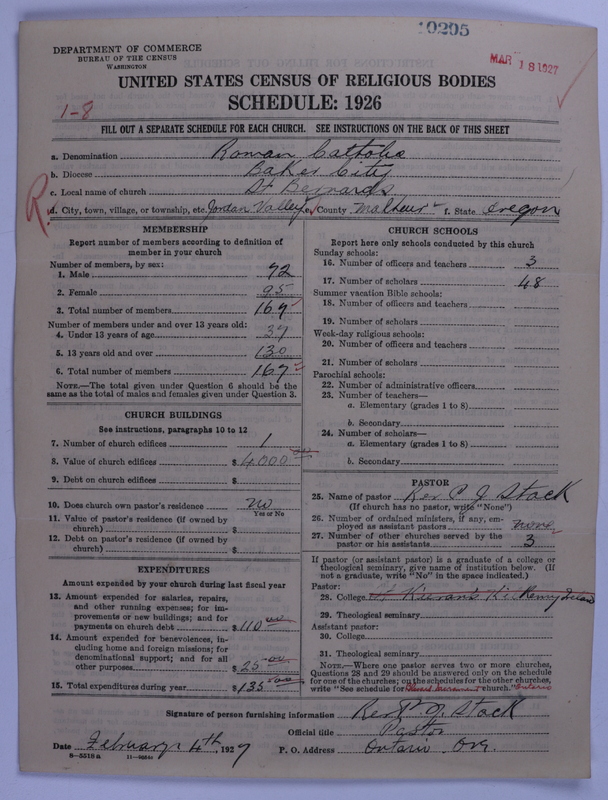 10295
MAR 18 1927
DEPARTMENT OF COMMERCE
BUREAU OF THE CENSUS
WASHINGTON
UNITED STATES CENSUS OF RELIGIOUS BODIES
SCHEDULE: 1926
1-8
FILL OUT A SEPARATE SCHEDULE FOR EACH CHURCH. SEE INSTRUCTIONS ON THE BACK OF THIS SHEET
a. Denomination Roman Catholic
b. Diocese Baker City
c. Local name of church St Bernards
R. d. City, town, village, or township, etc. Jordan Valley e. County Malheur f. State Oregon
MEMBERSHIP
Report number of members according to definition of member in your church
Number of members, by sex:
1. Male 72
2. Female 95
3. Total number of members 167
Number of members under and over 13 years old:
4. Under 13 years of age 37
5. 13 years old and over 130
6. Total number of members 167
NOTE.—The total given under Question 6 should be the
same as the total of males and females given under Question 3.
CHURCH BUILDINGS
See instructions, paragraphs 10 to 12
7. Number of church edifices 1
8. Value of church edifices $ 4000 00
9. Debt on church edifices $
10. Does church own pastor's residence no
Yes or No
11. Value of pastor's residence (if owned by
church) $
12. Debt on pastor's residence (if owned by
church) $
EXPENDITURES
Amount expended by your church during last fiscal year
13. Amount expended for salaries, repairs,
and other running expenses; for im-
provements or new buildings; and for
payments on church debt $ 110 00
14. Amount expended for benevolences, in-
cluding home and foreign missions; for
denominational support; and for all
other purposes $ 25 00
15. Total expenditures during year $ 135 00
CHURCH SCHOOLS
Report here only schools conducted by this church
Sunday schools:
16. Number of officers and teachers 3
17. Number of scholars 48
Summer vacation Bible schools:
18. Number of officers and teachers
19. Number of scholars
Week-day religious schools:
20. Number of officers and teachers
21. Number of scholars
Parochial schools:
22. Number of administrative officers
23. Number of teachers—
a. Elementary (grades 1 to 8)
b. Secondary
24. Number of scholars—
a. Elementary (grades 1 to 8)
b. Secondary
PASTOR
25. Name of pastor Rev P J Stack
(If church has no pastor, write "None")
26. Number of ordained ministers, if any, em-
ployed as assistant pastors none
27. Number of other churches served by the
pastor or his assistants 3
If pastor (or assistant pastor) is a graduate of a college or
theological seminary, give name of institution below. (If
not a graduate, write "No" in the space indicated.)
Pastor:
28. College St Kieran's Kilkenny Ireland
29. Theological seminary
Assistant pastor:
30. College
31. Theological seminary
NOTE.—Where one pastor serves two or more churches,
Questions 28 and 29 should be answered only on the schedule
for one of the churches; on the schedules for the other churches,
write "See schedule for Blessed Sacrament church." Ontario
Signature of person furnishing information Rev P J Stack
Official title Pastor
Date February 4th, 1927 P. O. Address Ontario Ore.
8-5518a